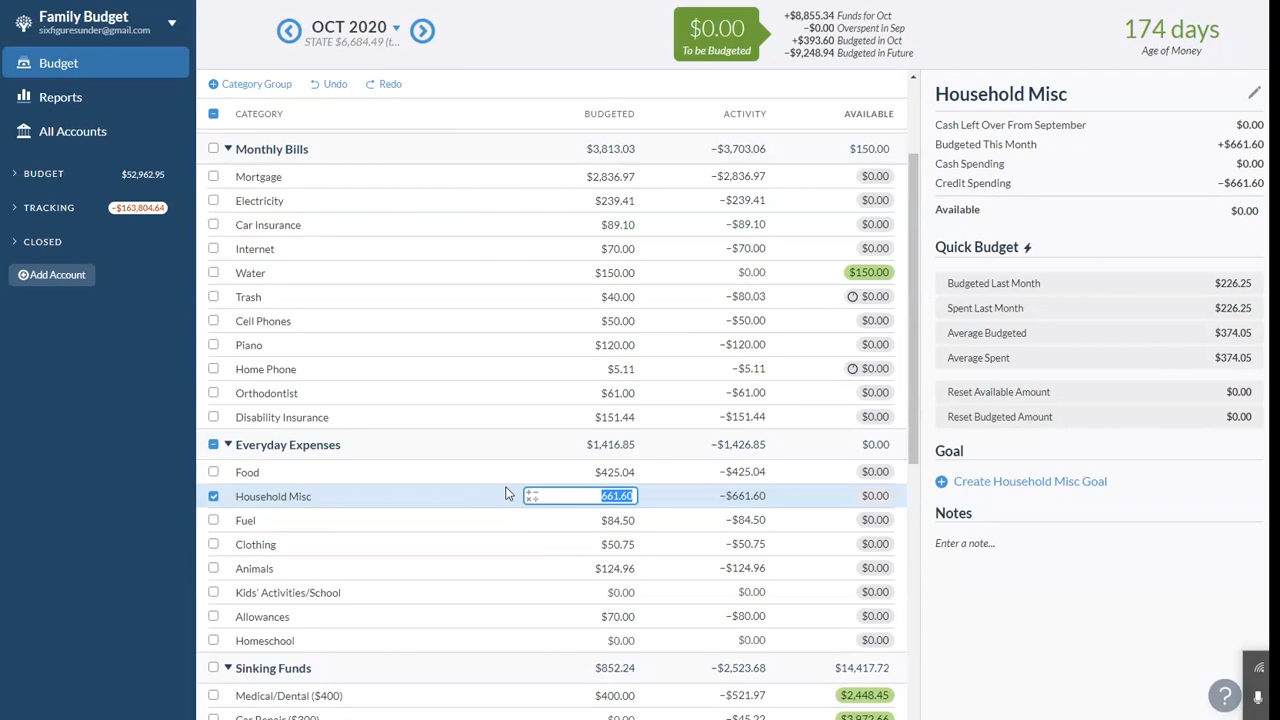 Family Budget
sixfiguresunder@gmail.com
Budget
Reports
All Accounts
BUDGET $52,962.95
TRACKING −$163,804.64
CLOSED
Add Account
OCT 2020
STATE $6,684.49 (t...
$0.00
To be Budgeted
+$8,855.34 Funds for Oct
−$0.00 Overspent in Sep
+$393.60 Budgeted in Oct
−$9,248.94 Budgeted in Future
174 days
Age of Money
Category Group Undo Redo
CATEGORY BUDGETED ACTIVITY AVAILABLE
Monthly Bills $3,813.03 −$3,703.06 $150.00
Mortgage $2,836.97 −$2,836.97 $0.00
Electricity $239.41 −$239.41 $0.00
Car Insurance $89.10 −$89.10 $0.00
Internet $70.00 −$70.00 $0.00
Water $150.00 $0.00 $150.00
Trash $40.00 −$80.03 $0.00
Cell Phones $50.00 −$50.00 $0.00
Piano $120.00 −$120.00 $0.00
Home Phone $5.11 −$5.11 $0.00
Orthodontist $61.00 −$61.00 $0.00
Disability Insurance $151.44 −$151.44 $0.00
Everyday Expenses $1,416.85 −$1,426.85 $0.00
Food $425.04 −$425.04 $0.00
Household Misc 661.60 −$661.60 $0.00
Fuel $84.50 −$84.50 $0.00
Clothing $50.75 −$50.75 $0.00
Animals $124.96 −$124.96 $0.00
Kids' Activities/School $0.00 $0.00 $0.00
Allowances $70.00 −$80.00 $0.00
Homeschool $0.00 $0.00 $0.00
Sinking Funds $852.24 −$2,523.68 $14,417.72
Medical/Dental ($400) $400.00 −$521.97 $2,448.45
Car Repair ($300) $0.00 −$45.22 $3,972.66
Household Misc
Cash Left Over From September $0.00
Budgeted This Month +$661.60
Cash Spending $0.00
Credit Spending −$661.60
Available $0.00
Quick Budget
Budgeted Last Month $226.25
Spent Last Month $226.25
Average Budgeted $374.05
Average Spent $374.05
Reset Available Amount $0.00
Reset Budgeted Amount $0.00
Goal
Create Household Misc Goal
Notes
Enter a note...
?